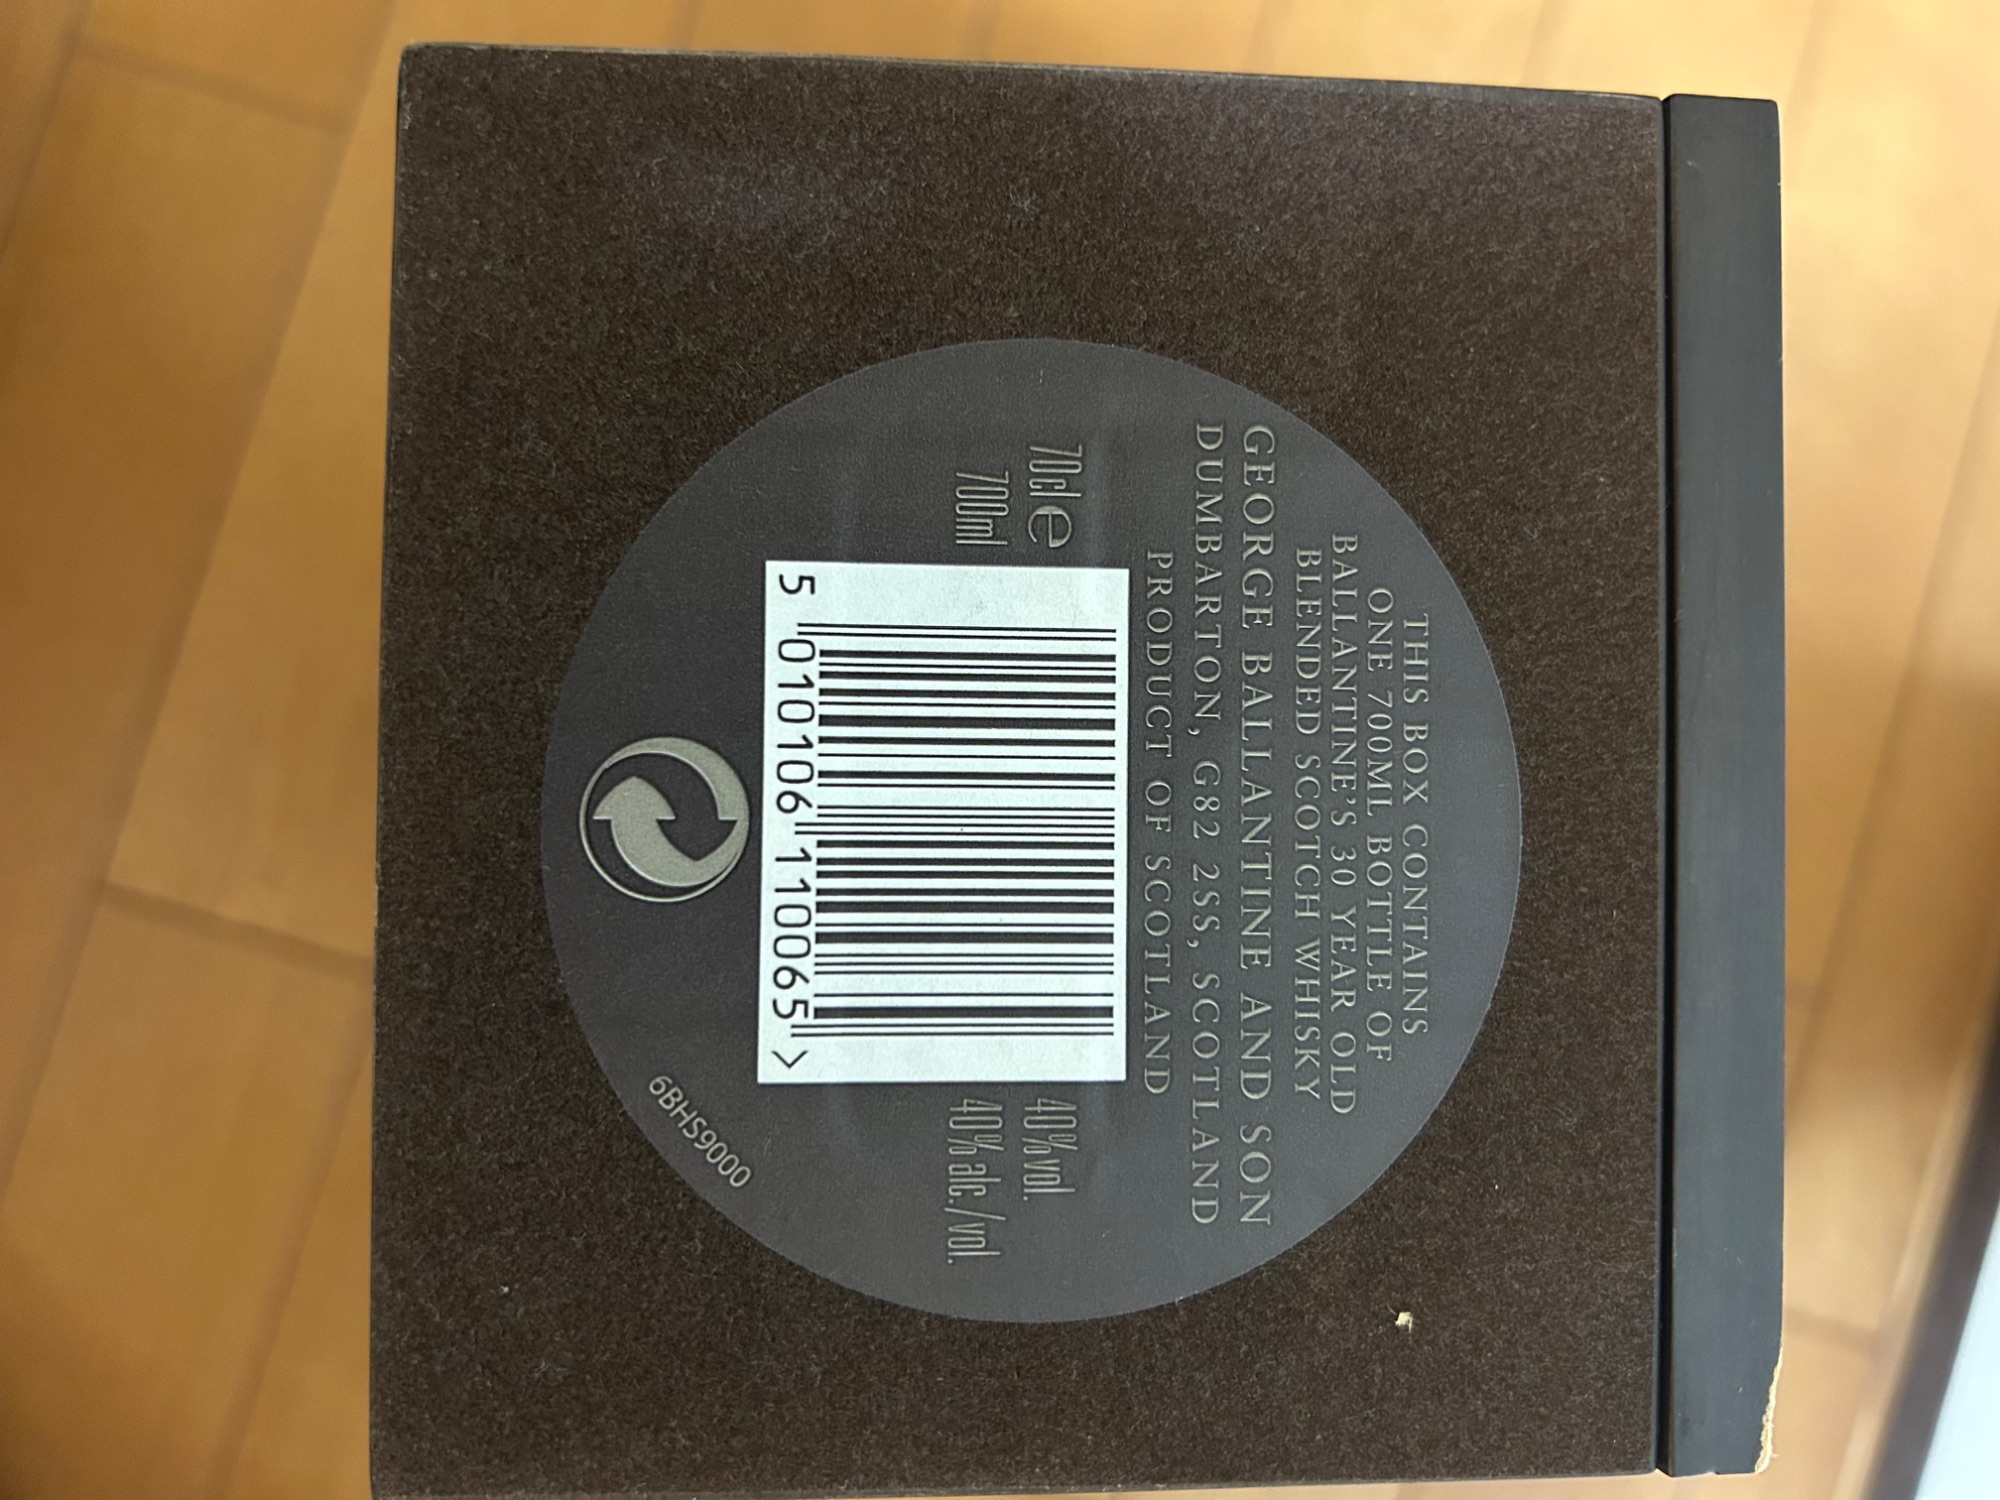 THIS BOX CONTAINS
ONE 700ML BOTTLE OF
BALLANTINE'S 30 YEAR OLD
BLENDED SCOTCH WHISKY
GEORGE BALLANTINE AND SON
DUMBARTON, G82 2SS, SCOTLAND
PRODUCT OF SCOTLAND
70cl e
700ml
40%vol.
40%alc./vol.
5 010106 110065 >
6BHS9000